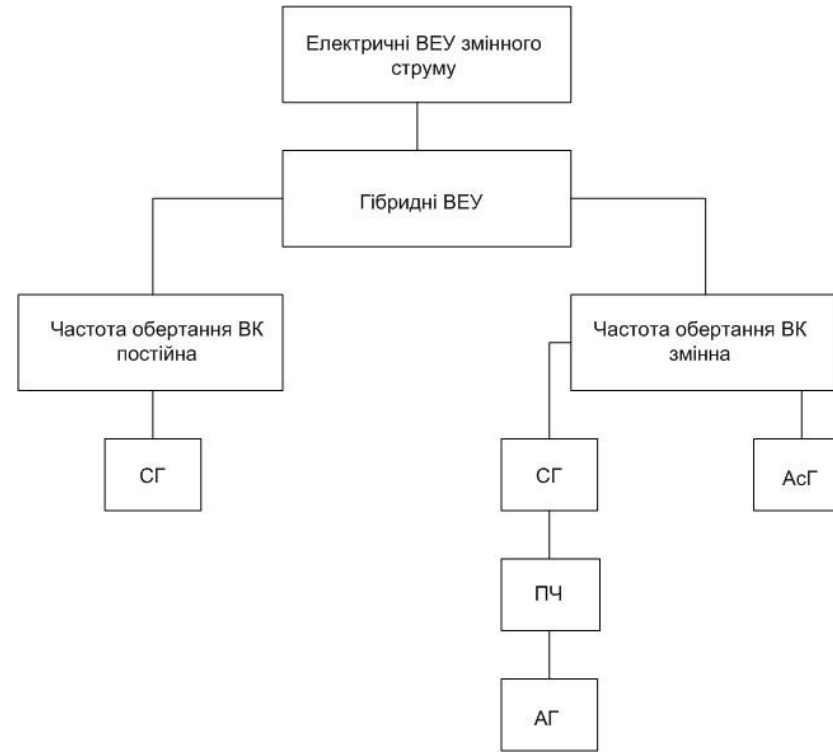 Електричні ВЕУ змінного
струму
Гібридні ВЕУ
Частота обертання ВК
постійна
Частота обертання ВК
змінна
СГ
СГ
АсГ
ПЧ
АГ